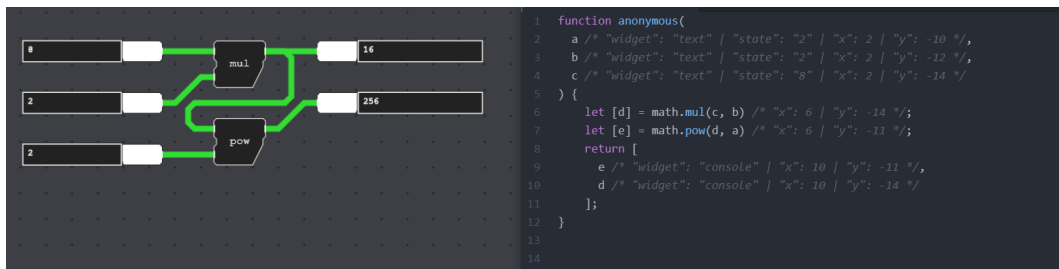 8
mul
16
2
256
pow
2
1 function anonymous(
2 a /* "widget": "text" | "state": "2" | "x": 2 | "y": -10 */,
3 b /* "widget": "text" | "state": "2" | "x": 2 | "y": -12 */,
4 c /* "widget": "text" | "state": "8" | "x": 2 | "y": -14 */
5 ) {
6 let [d] = math.mul(c, b) /* "x": 6 | "y": -14 */;
7 let [e] = math.pow(d, a) /* "x": 6 | "y": -11 */;
8 return [
9 e /* "widget": "console" | "x": 10 | "y": -11 */,
10 d /* "widget": "console" | "x": 10 | "y": -14 */
11 ];
12 }
13
14